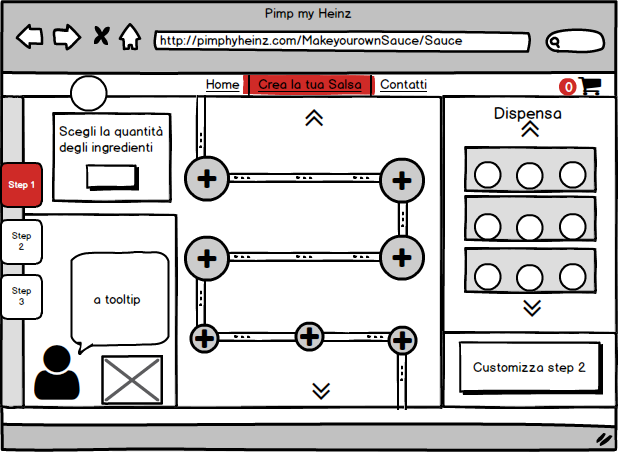 Pimp my Heinz
http://pimphyheinz.com/MakeyourownSauce/Sauce
Home Crea la tua Salsa Contatti
0
Scegli la quantità
degli ingredienti
Dispensa
Step 1
Step
2
Step
3
a tooltip
Customizza step 2